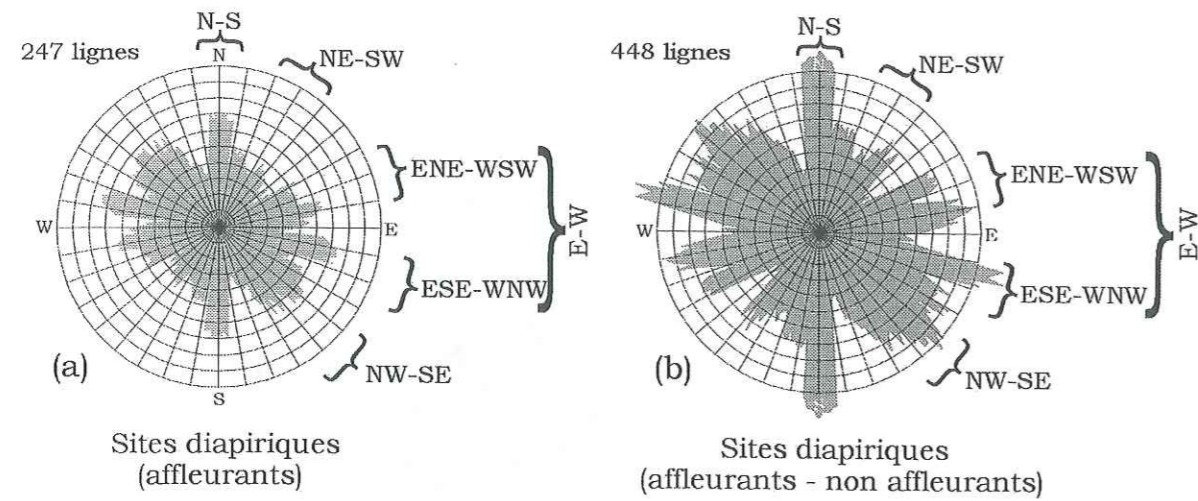 247 lignes
N-S
N
NE-SW
ENE-WSW
E-W
W
E
ESE-WNW
NW-SE
S
(a)
Sites diapiriques
(affleurants)
448 lignes
N-S
NE-SW
ENE-WSW
E-W
W
E
ESE-WNW
NW-SE
(b)
Sites diapiriques
(affleurants - non affleurants)